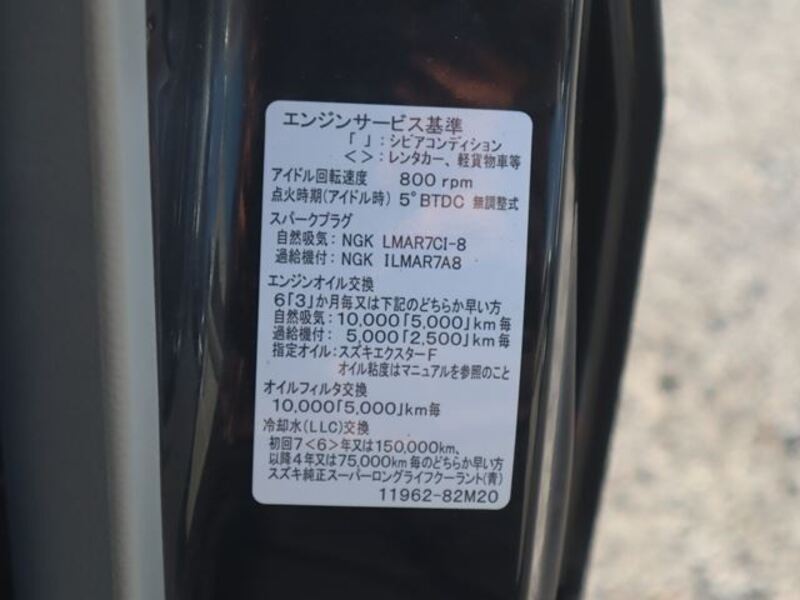 エンジンサービス基準
「 」：シビアコンディション
＜ ＞：レンタカー、軽貨物車等
アイドル回転速度 800 rpm
点火時期(アイドル時) 5°BTDC 無調整式
スパークプラグ
自然吸気：NGK LMAR7CI-8
過給機付：NGK ILMAR7A8
エンジンオイル交換
6「3」か月毎又は下記のどちらか早い方
自然吸気：10,000「5,000」km毎
過給機付： 5,000「2,500」km毎
指定オイル：スズキエクスターF
オイル粘度はマニュアルを参照のこと
オイルフィルタ交換
10,000「5,000」km毎
冷却水(LLC)交換
初回7＜6＞年又は150,000km、
以降4年又は75,000km毎のどちらか早い方
スズキ純正スーパーロングライフクーラント(青)
11962-82M20